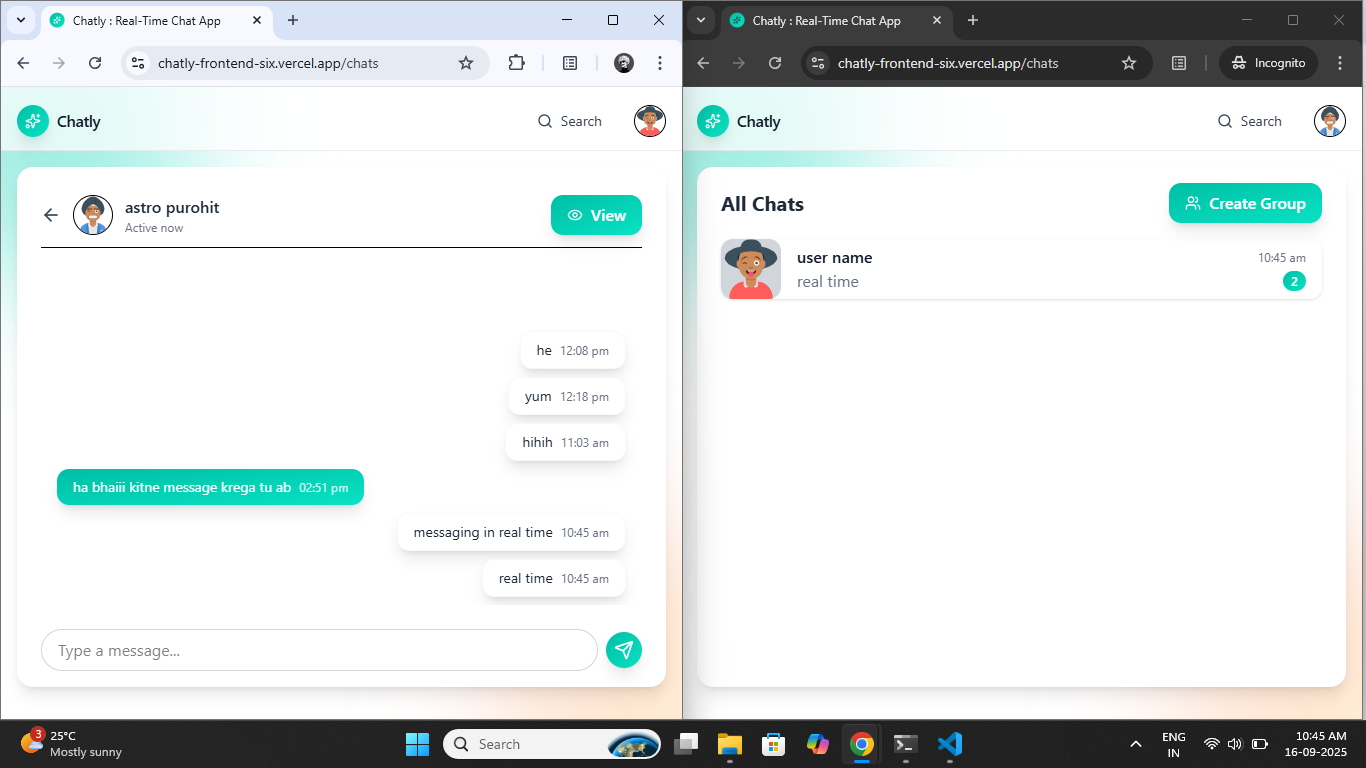 Chatly : Real-Time Chat App
chatly-frontend-six.vercel.app/chats
Chatly
Search
astro purohit
Active now
View
he 12:08 pm
yum 12:18 pm
hihih 11:03 am
ha bhaiii kitne message krega tu ab 02:51 pm
messaging in real time 10:45 am
real time 10:45 am
Type a message...
Chatly : Real-Time Chat App
chatly-frontend-six.vercel.app/chats
Incognito
Chatly
Search
All Chats
Create Group
user name
10:45 am
real time
2
3
25°C
Mostly sunny
Search
ENG
IN
10:45 AM
16-09-2025